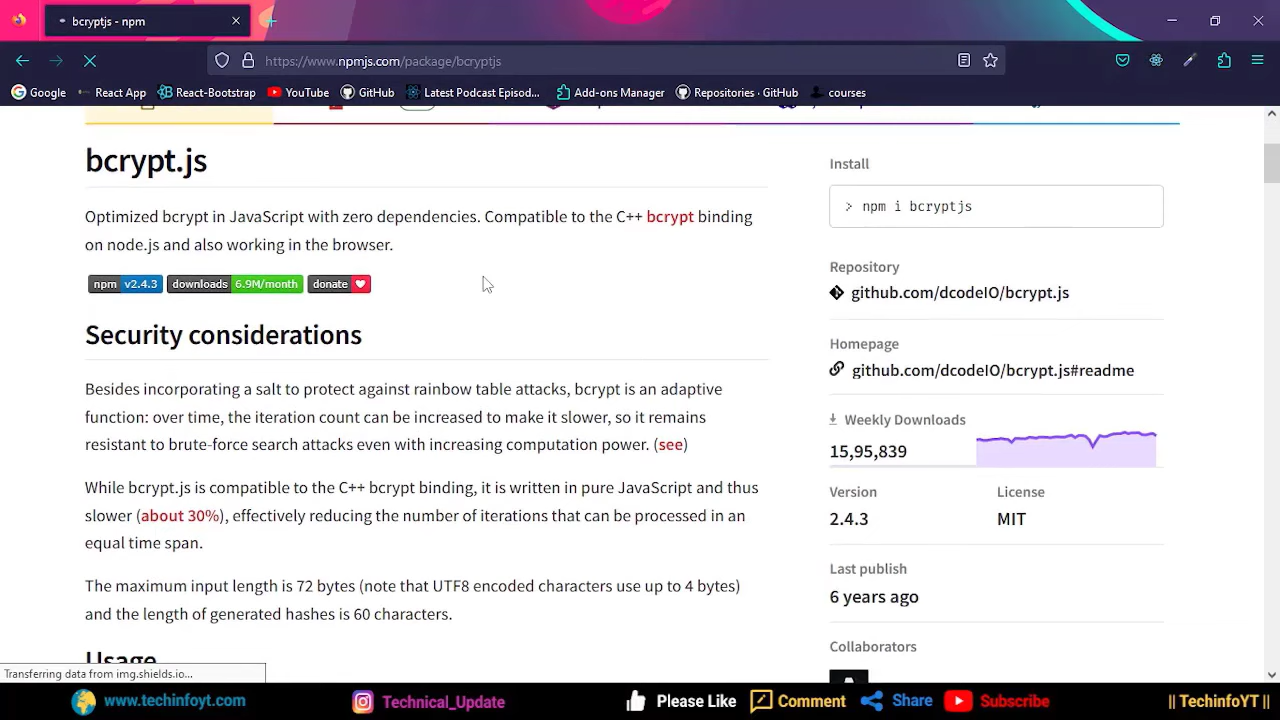 bcryptjs - npm
https://www.npmjs.com/package/bcryptjs
Google
React App
React-Bootstrap
YouTube
GitHub
Latest Podcast Episod...
Add-ons Manager
Repositories · GitHub
courses
bcrypt.js
Optimized bcrypt in JavaScript with zero dependencies. Compatible to the C++ bcrypt binding
on node.js and also working in the browser.
npm v2.4.3 downloads 6.9M/month donate
Security considerations
Besides incorporating a salt to protect against rainbow table attacks, bcrypt is an adaptive
function: over time, the iteration count can be increased to make it slower, so it remains
resistant to brute-force search attacks even with increasing computation power. (see)
While bcrypt.js is compatible to the C++ bcrypt binding, it is written in pure JavaScript and thus
slower (about 30%), effectively reducing the number of iterations that can be processed in an
equal time span.
The maximum input length is 72 bytes (note that UTF8 encoded characters use up to 4 bytes)
and the length of generated hashes is 60 characters.
Usage
Install
> npm i bcryptjs
Repository
github.com/dcodeIO/bcrypt.js
Homepage
github.com/dcodeIO/bcrypt.js#readme
Weekly Downloads
15,95,839
Version
2.4.3
License
MIT
Last publish
6 years ago
Collaborators
Transferring data from img.shields.io...
www.techinfoyt.com
Technical_Update
Please Like
Comment
Share
Subscribe
|| TechinfoYT ||